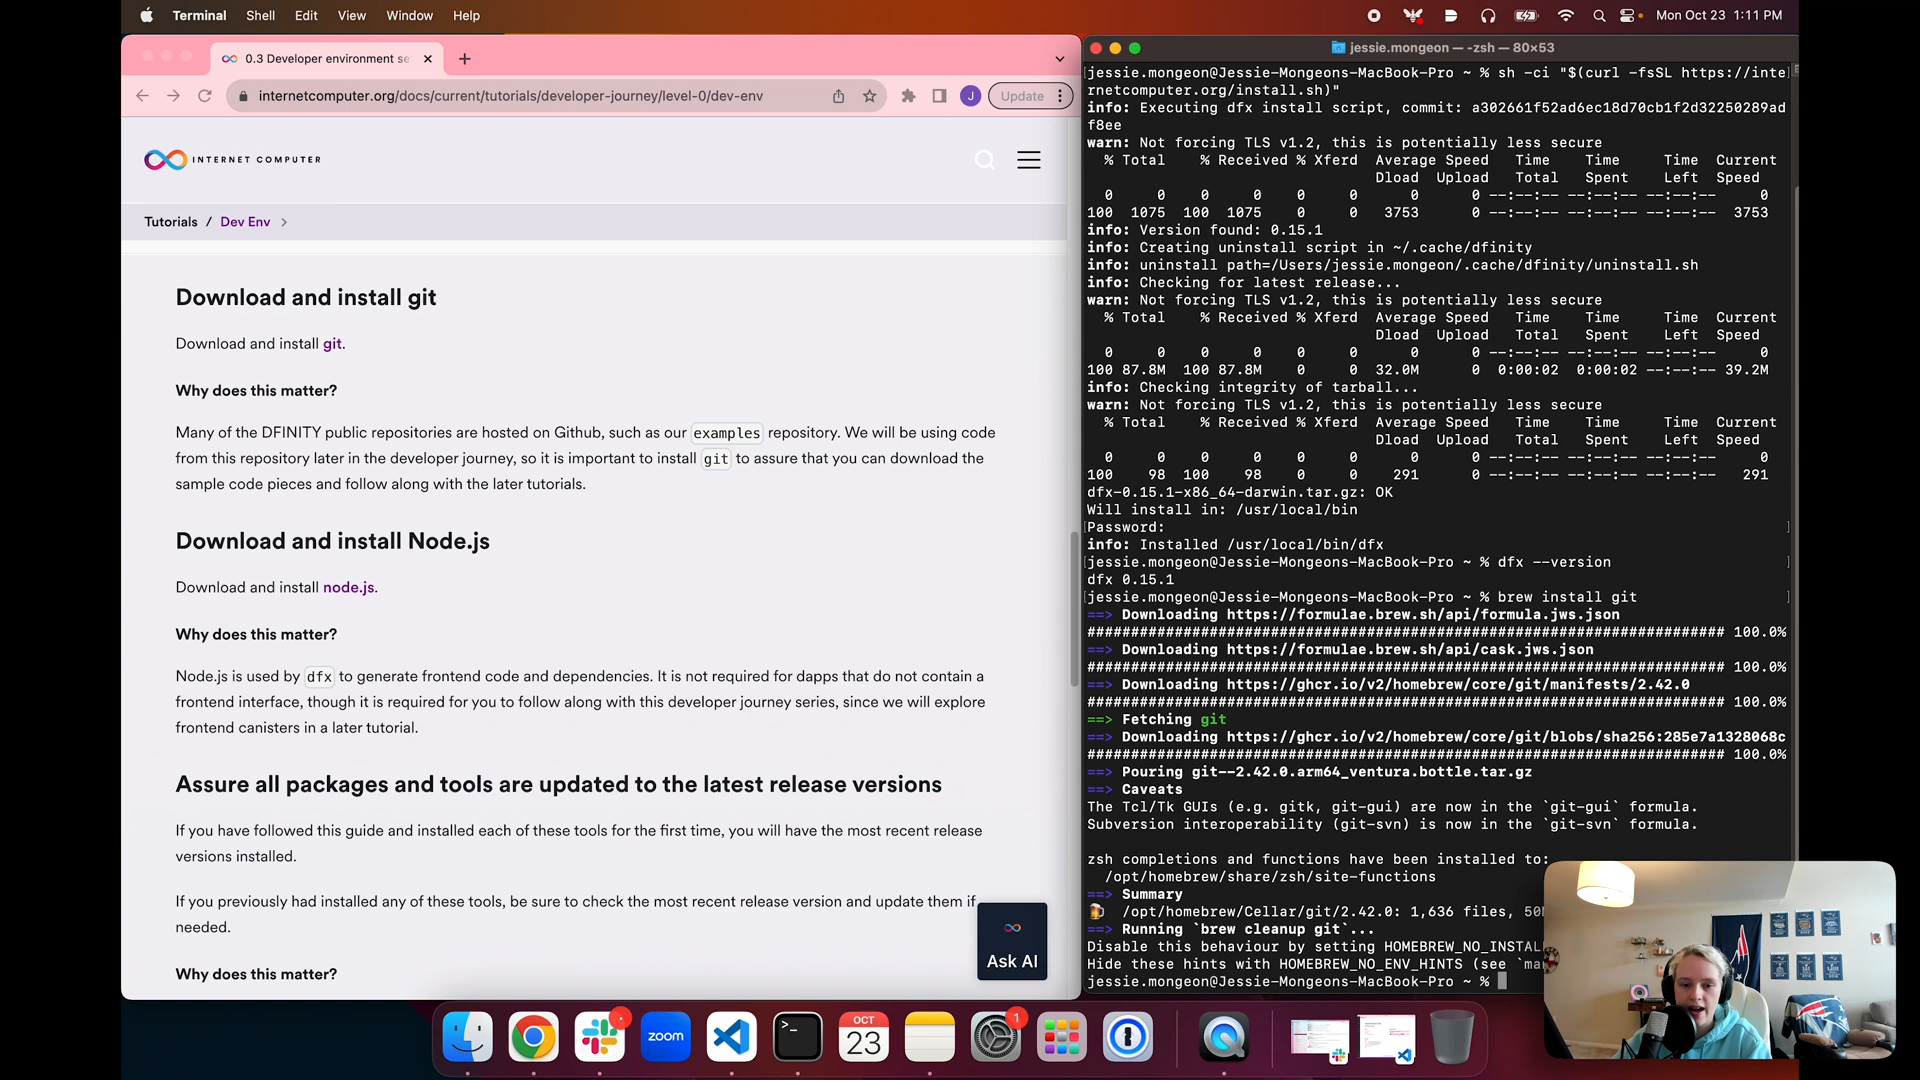 Terminal Shell Edit View Window Help
Mon Oct 23 1:11 PM
0.3 Developer environment se
internetcomputer.org/docs/current/tutorials/developer-journey/level-0/dev-env
J
Update
INTERNET COMPUTER
Tutorials / Dev Env >
Download and install git
Download and install git.
Why does this matter?
Many of the DFINITY public repositories are hosted on Github, such as our examples repository. We will be using code
from this repository later in the developer journey, so it is important to install git to assure that you can download the
sample code pieces and follow along with the later tutorials.
Download and install Node.js
Download and install node.js.
Why does this matter?
Node.js is used by dfx to generate frontend code and dependencies. It is not required for dapps that do not contain a
frontend interface, though it is required for you to follow along with this developer journey series, since we will explore
frontend canisters in a later tutorial.
Assure all packages and tools are updated to the latest release versions
If you have followed this guide and installed each of these tools for the first time, you will have the most recent release
versions installed.
If you previously had installed any of these tools, be sure to check the most recent release version and update them if
needed.
Why does this matter?
Ask AI
jessie.mongeon — -zsh — 80×53
[jessie.mongeon@Jessie-Mongeons-MacBook-Pro ~ % sh -ci "$(curl -fsSL https://inte]
rnetcomputer.org/install.sh)"
info: Executing dfx install script, commit: a302661f52ad6ec18d70cb1f2d32250289ad
f8ee
warn: Not forcing TLS v1.2, this is potentially less secure
% Total % Received % Xferd Average Speed Time Time Time Current
Dload Upload Total Spent Left Speed
0 0 0 0 0 0 0 0 --:--:-- --:--:-- --:--:-- 0
100 1075 100 1075 0 0 3753 0 --:--:-- --:--:-- --:--:-- 3753
info: Version found: 0.15.1
info: Creating uninstall script in ~/.cache/dfinity
info: uninstall path=/Users/jessie.mongeon/.cache/dfinity/uninstall.sh
info: Checking for latest release...
warn: Not forcing TLS v1.2, this is potentially less secure
% Total % Received % Xferd Average Speed Time Time Time Current
Dload Upload Total Spent Left Speed
0 0 0 0 0 0 0 0 --:--:-- --:--:-- --:--:-- 0
100 87.8M 100 87.8M 0 0 32.0M 0 0:00:02 0:00:02 --:--:-- 39.2M
info: Checking integrity of tarball...
warn: Not forcing TLS v1.2, this is potentially less secure
% Total % Received % Xferd Average Speed Time Time Time Current
Dload Upload Total Spent Left Speed
0 0 0 0 0 0 0 0 --:--:-- --:--:-- --:--:-- 0
100 98 100 98 0 0 291 0 --:--:-- --:--:-- --:--:-- 291
dfx-0.15.1-x86_64-darwin.tar.gz: OK
Will install in: /usr/local/bin
[Password: ]
info: Installed /usr/local/bin/dfx
[jessie.mongeon@Jessie-Mongeons-MacBook-Pro ~ % dfx --version ]
dfx 0.15.1
[jessie.mongeon@Jessie-Mongeons-MacBook-Pro ~ % brew install git ]
==> Downloading https://formulae.brew.sh/api/formula.jws.json
######################################################################### 100.0%
==> Downloading https://formulae.brew.sh/api/cask.jws.json
######################################################################### 100.0%
==> Downloading https://ghcr.io/v2/homebrew/core/git/manifests/2.42.0
######################################################################### 100.0%
==> Fetching git
==> Downloading https://ghcr.io/v2/homebrew/core/git/blobs/sha256:285e7a1328068c
######################################################################### 100.0%
==> Pouring git--2.42.0.arm64_ventura.bottle.tar.gz
==> Caveats
The Tcl/Tk GUIs (e.g. gitk, git-gui) are now in the `git-gui` formula.
Subversion interoperability (git-svn) is now in the `git-svn` formula.
zsh completions and functions have been installed to:
/opt/homebrew/share/zsh/site-functions
==> Summary
/opt/homebrew/Cellar/git/2.42.0: 1,636 files, 50
==> Running `brew cleanup git`...
Disable this behaviour by setting HOMEBREW_NO_INSTAL
Hide these hints with HOMEBREW_NO_ENV_HINTS (see `ma
jessie.mongeon@Jessie-Mongeons-MacBook-Pro ~ %
zoom
>_
OCT
23
1